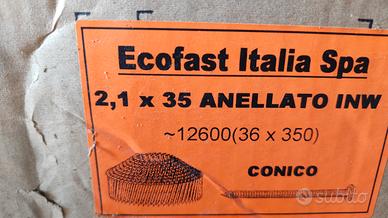 Ecofast Italia Spa
2,1 x 35 ANELLATO INW
~12600(36 x 350)
CONICO
subito